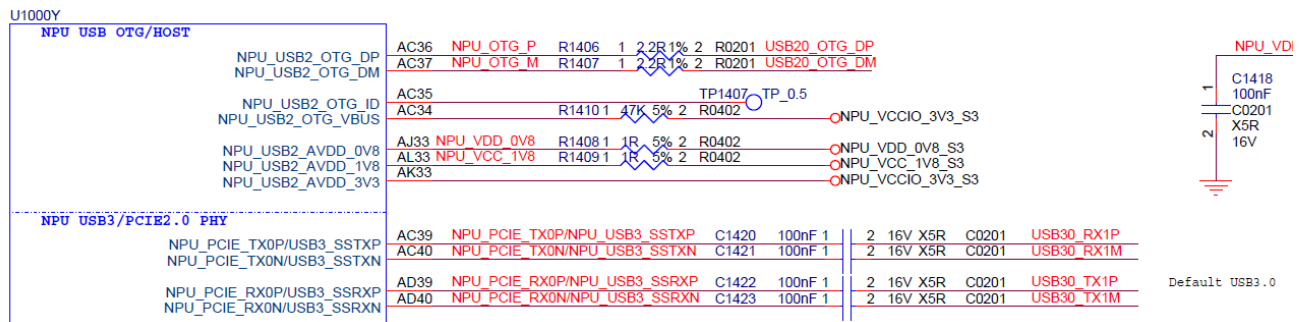 U1000Y
NPU USB OTG/HOST
NPU_USB2_OTG_DP AC36 NPU_OTG_P R1406 1 2.2R 1% 2 R0201 USB20_OTG_DP
NPU_USB2_OTG_DM AC37 NPU_OTG_M R1407 1 2.2R 1% 2 R0201 USB20_OTG_DM
NPU_USB2_OTG_ID AC35 TP1407 TP_0.5
NPU_USB2_OTG_VBUS AC34 R1410 1 47K 5% 2 R0402 NPU_VCCIO_3V3_S3
NPU_USB2_AVDD_0V8 AJ33 NPU_VDD_0V8 R1408 1 1R 5% 2 R0402 NPU_VDD_0V8_S3
NPU_USB2_AVDD_1V8 AL33 NPU_VCC_1V8 R1409 1 1R 5% 2 R0402 NPU_VCC_1V8_S3
NPU_USB2_AVDD_3V3 AK33 NPU_VCCIO_3V3_S3
NPU USB3/PCIE2.0 PHY
NPU_PCIE_TX0P/USB3_SSTXP AC39 NPU_PCIE_TX0P/NPU_USB3_SSTXP C1420 100nF 1 2 16V X5R C0201 USB30_RX1P
NPU_PCIE_TX0N/USB3_SSTXN AC40 NPU_PCIE_TX0N/NPU_USB3_SSTXN C1421 100nF 1 2 16V X5R C0201 USB30_RX1M
NPU_PCIE_RX0P/USB3_SSRXP AD39 NPU_PCIE_RX0P/NPU_USB3_SSRXP C1422 100nF 1 2 16V X5R C0201 USB30_TX1P
NPU_PCIE_RX0N/USB3_SSRXN AD40 NPU_PCIE_RX0N/NPU_USB3_SSRXN C1423 100nF 1 2 16V X5R C0201 USB30_TX1M
Default USB3.0
1
C1418
100nF
C0201
X5R
2
16V